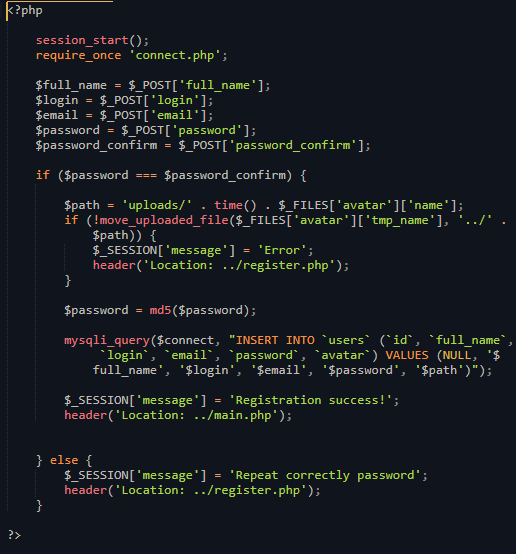 <?php
session_start();
require_once 'connect.php';
$full_name = $_POST['full_name'];
$login = $_POST['login'];
$email = $_POST['email'];
$password = $_POST['password'];
$password_confirm = $_POST['password_confirm'];
if ($password === $password_confirm) {
$path = 'uploads/' . time() . $_FILES['avatar']['name'];
if (!move_uploaded_file($_FILES['avatar']['tmp_name'], '../' .
$path)) {
$_SESSION['message'] = 'Error';
header('Location: ../register.php');
}
$password = md5($password);
mysqli_query($connect, "INSERT INTO `users` (`id`, `full_name`,
`login`, `email`, `password`, `avatar`) VALUES (NULL, '$
full_name', '$login', '$email', '$password', '$path')");
$_SESSION['message'] = 'Registration success!';
header('Location: ../main.php');
} else {
$_SESSION['message'] = 'Repeat correctly password';
header('Location: ../register.php');
}
?>